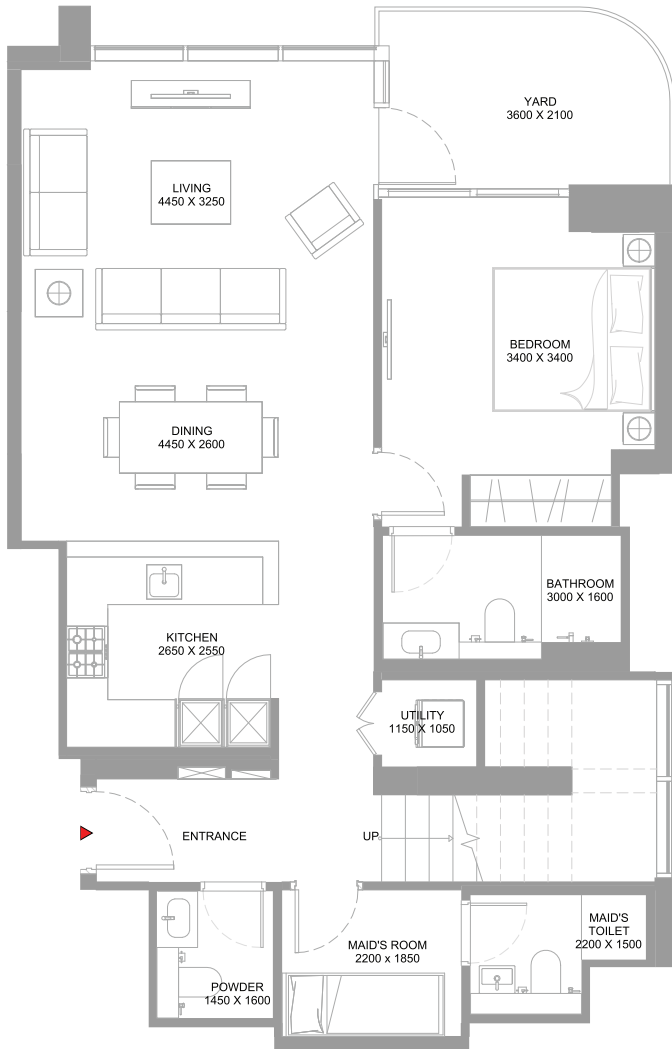 YARD
3600 X 2100
LIVING
4450 X 3250
BEDROOM
3400 X 3400
DINING
4450 X 2600
BATHROOM
3000 X 1600
KITCHEN
2650 X 2550
UTILITY
1150 X 1050
ENTRANCE
UP
MAID'S
TOILET
2200 X 1500
MAID'S ROOM
2200 x 1850
POWDER
1450 X 1600